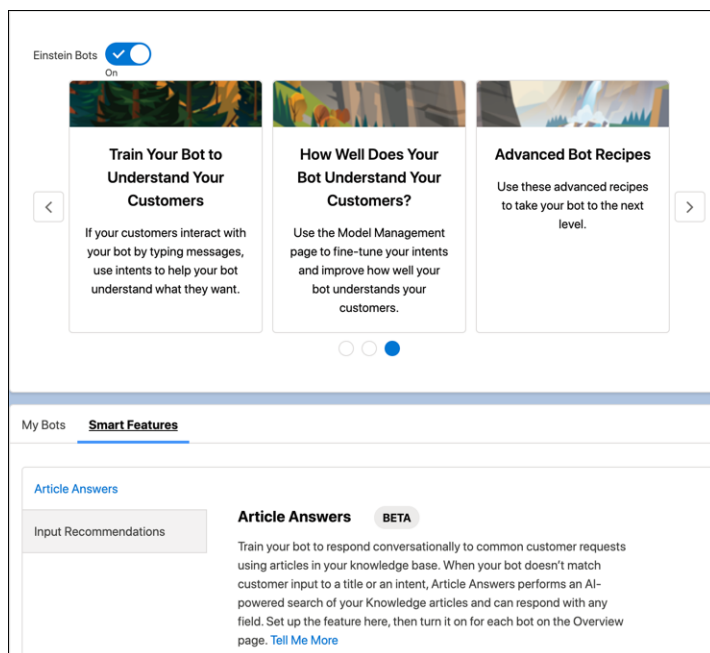 Einstein Bots
On
Train Your Bot to
Understand Your
Customers
If your customers interact with
your bot by typing messages,
use intents to help your bot
understand what they want.
How Well Does Your
Bot Understand Your
Customers?
Use the Model Management
page to fine-tune your intents
and improve how well your
bot understands your
customers.
Advanced Bot Recipes
Use these advanced recipes
to take your bot to the next
level.
My Bots Smart Features
Article Answers
Input Recommendations
Article Answers BETA
Train your bot to respond conversationally to common customer requests
using articles in your knowledge base. When your bot doesn’t match
customer input to a title or an intent, Article Answers performs an AI-
powered search of your Knowledge articles and can respond with any
field. Set up the feature here, then turn it on for each bot on the Overview
page. Tell Me More